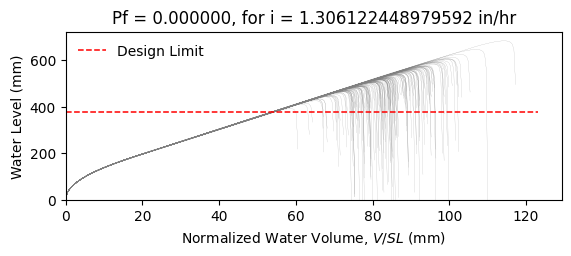 Pf = 0.000000, for i = 1.306122448979592 in/hr
Design Limit
Water Level (mm)
600
400
200
0
0 20 40 60 80 100 120
Normalized Water Volume, V/SL (mm)